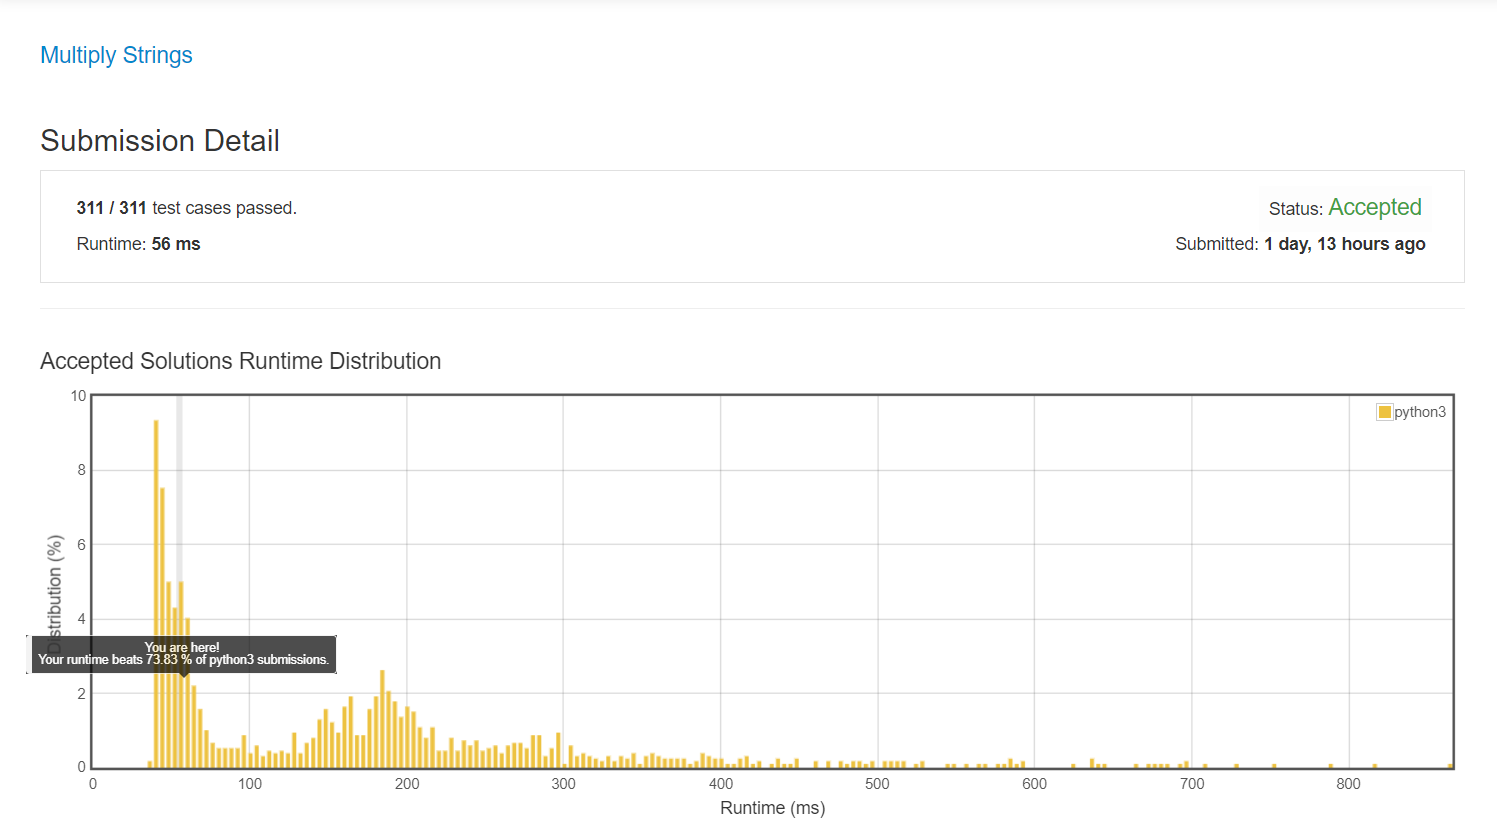 Multiply Strings
Submission Detail
311 / 311 test cases passed.
Status: Accepted
Runtime: 56 ms
Submitted: 1 day, 13 hours ago
Accepted Solutions Runtime Distribution
10
8
6
4
2
0
Distribution (%)
python3
You are here!
Your runtime beats 73.83 % of python3 submissions.
0 100 200 300 400 500 600 700 800
Runtime (ms)